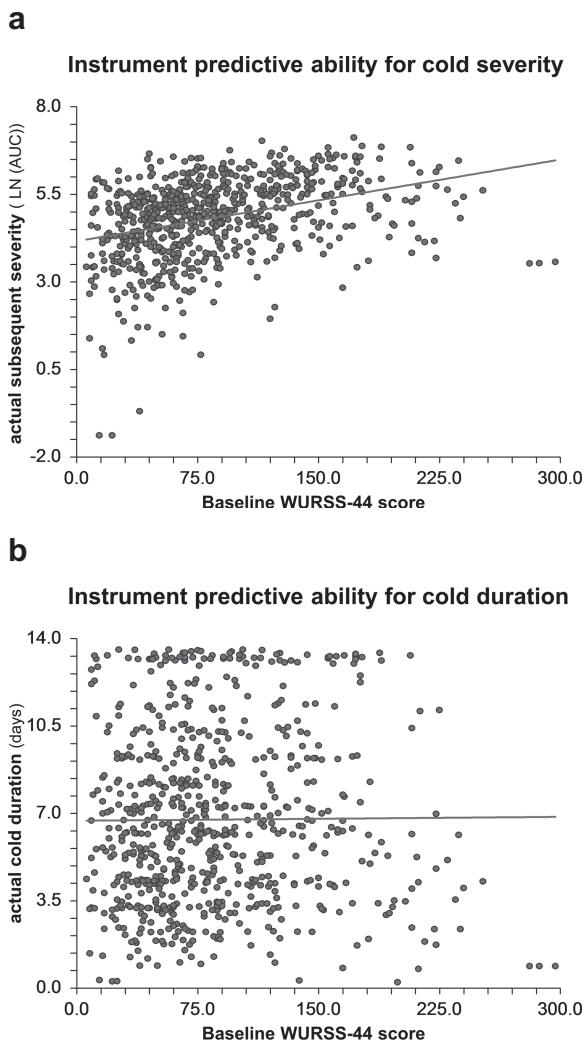 a
Instrument predictive ability for cold severity
8.0
5.5
3.0
0.5
-2.0
actual subsequent severity ( LN (AUC))
0.0 75.0 150.0 225.0 300.0
Baseline WURSS-44 score
b
Instrument predictive ability for cold duration
14.0
10.5
7.0
3.5
0.0
actual cold duration (days)
0.0 75.0 150.0 225.0 300.0
Baseline WURSS-44 score